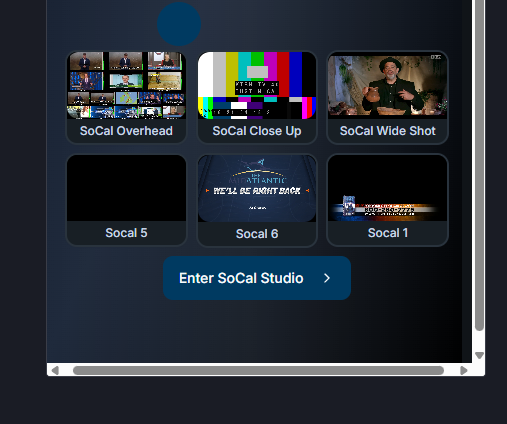 SoCal Overhead
SoCal Close Up
SoCal Wide Shot
THE
ATLANTIC
WE'LL BE RIGHT BACK
Socal 5
Socal 6
Socal 1
Enter SoCal Studio